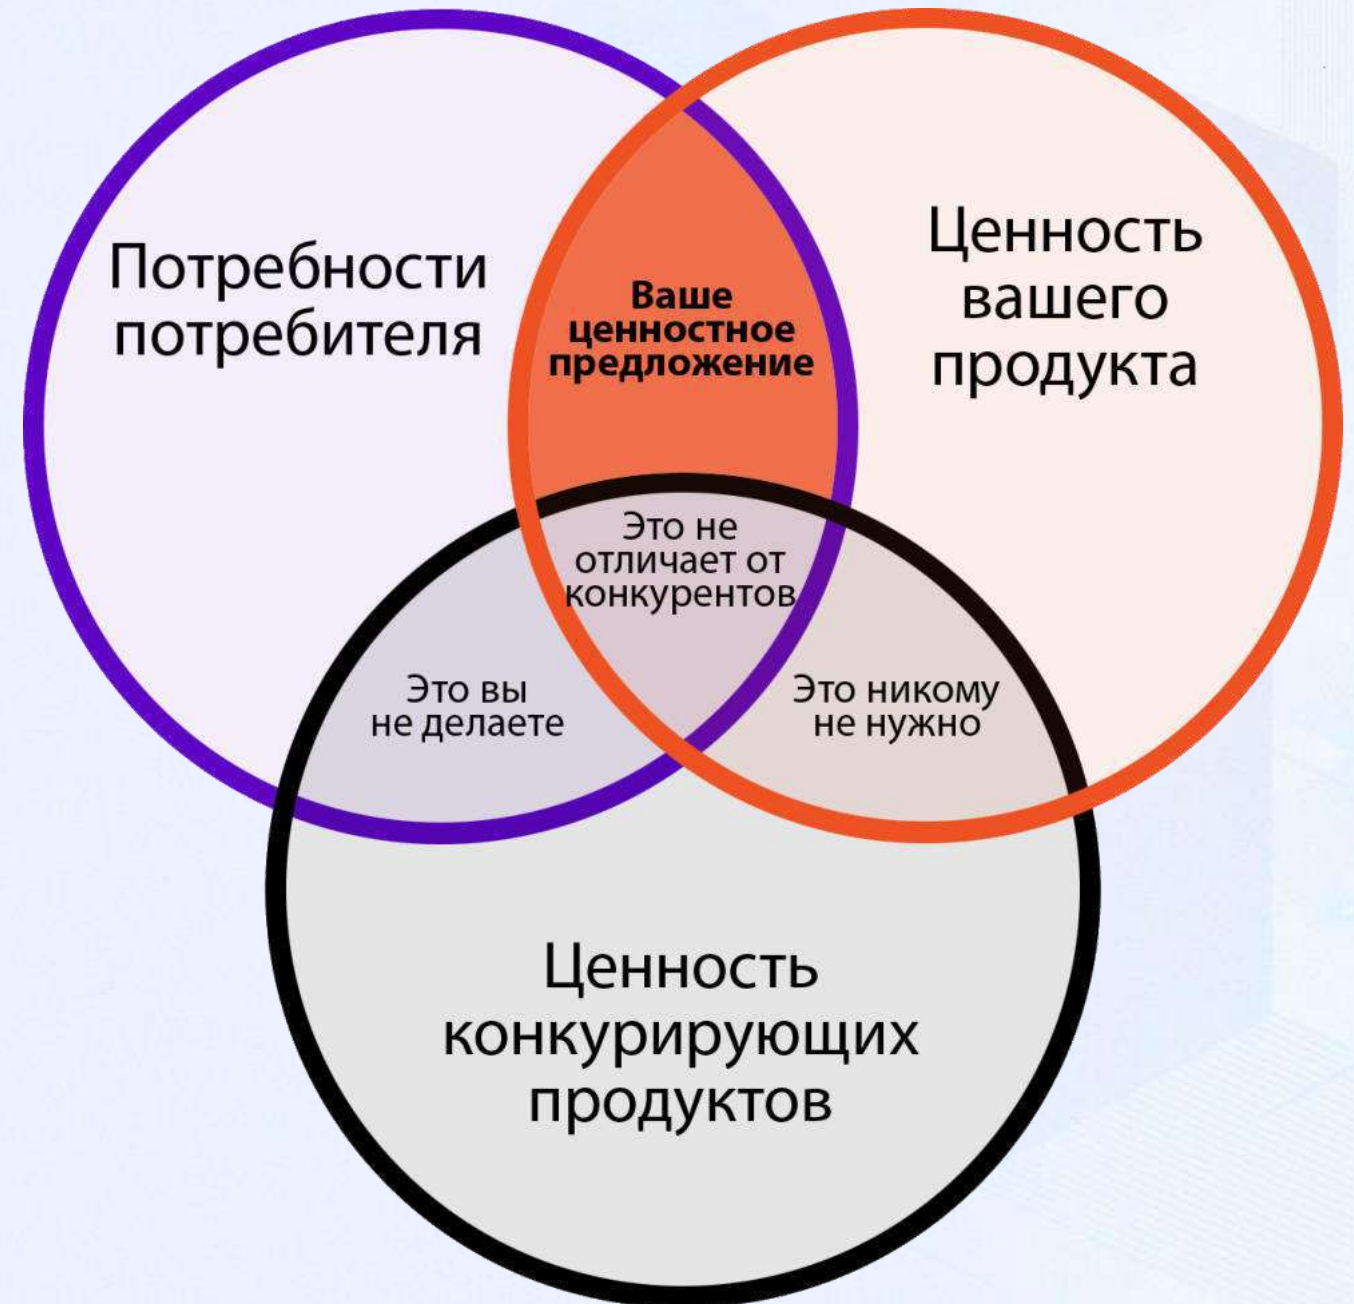 Потребности
потребителя
Ценность
вашего
продукта
Ваше
ценностное
предложение
Это не
отличает от
конкурентов
Это вы
не делаете
Это никому
не нужно
Ценность
конкурирующих
продуктов